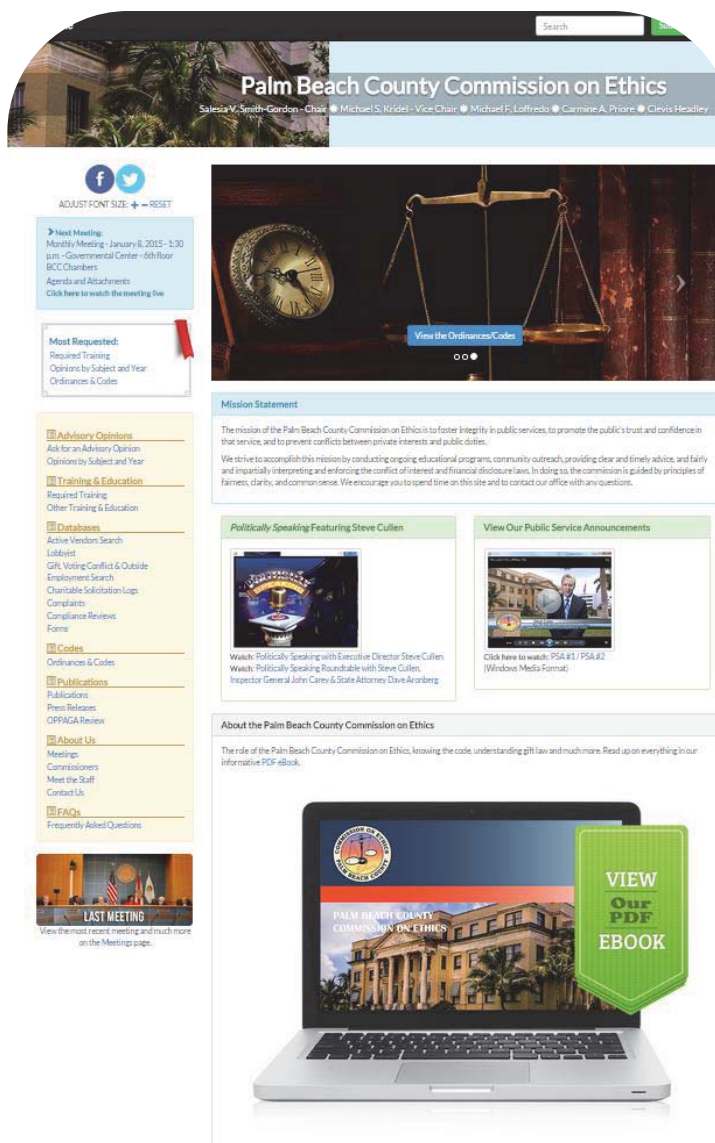 Search
Palm Beach County Commission on Ethics
Salesia V. Smith-Gordon - Chair ✹ Michael S. Kridel - Vice Chair ✹ Michael F. Loffredo ✹ Carmine A. Priore ✹ Clevis Headley
ADJUST FONT SIZE: + - RESET
Next Meeting:
Monthly Meeting - January 8, 2015 - 1:30
p.m. - Governmental Center - 6th floor
BCC Chambers
Agenda and Attachments
Click here to watch the meeting live
Most Requested:
Required Training
Opinions by Subject and Year
Ordinances & Codes
Advisory Opinions
Ask for an Advisory Opinion
Opinions by Subject and Year
Training & Education
Required Training
Other Training & Education
Databases
Active Vendors Search
Lobbyist
Gift, Voting Conflict & Outside
Employment Search
Charitable Solicitation Logs
Complaints
Compliance Reviews
Forms
Codes
Ordinances & Codes
Publications
Publications
Press Releases
OPPAGA Review
About Us
Meetings
Commissioners
Meet the Staff
Contact Us
FAQs
Frequently Asked Questions
LAST MEETING
View the most recent meeting and much more
on the Meetings page.
View the Ordinances/Codes
Mission Statement
The mission of the Palm Beach County Commission on Ethics is to foster integrity in public services, to promote the public's trust and confidence in
that service, and to prevent conflicts between private interests and public duties.
We strive to accomplish this mission by conducting ongoing educational programs, community outreach, providing clear and timely advice, and fairly
and impartially interpreting and enforcing the conflict of interest and financial disclosure laws. In doing so, the commission is guided by principles of
fairness, clarity, and common sense. We encourage you to spend time on this site and to contact our office with any questions.
Politically Speaking Featuring Steve Cullen
Watch: Politically Speaking with Executive Director Steve Cullen
Watch: Politically Speaking Roundtable with Steve Cullen,
Inspector General John Carey & State Attorney Dave Aronberg
View Our Public Service Announcements
Click here to watch: PSA #1 / PSA #2
(Windows Media Format)
About the Palm Beach County Commission on Ethics
The role of the Palm Beach County Commission on Ethics, knowing the code, understanding gift law and much more. Read up on everything in our
informative PDF eBook.
COMMISSION ON ETHICS
PALM BEACH COUNTY
PALM BEACH COUNTY
COMMISSION ON ETHICS
VIEW
Our
PDF
EBOOK